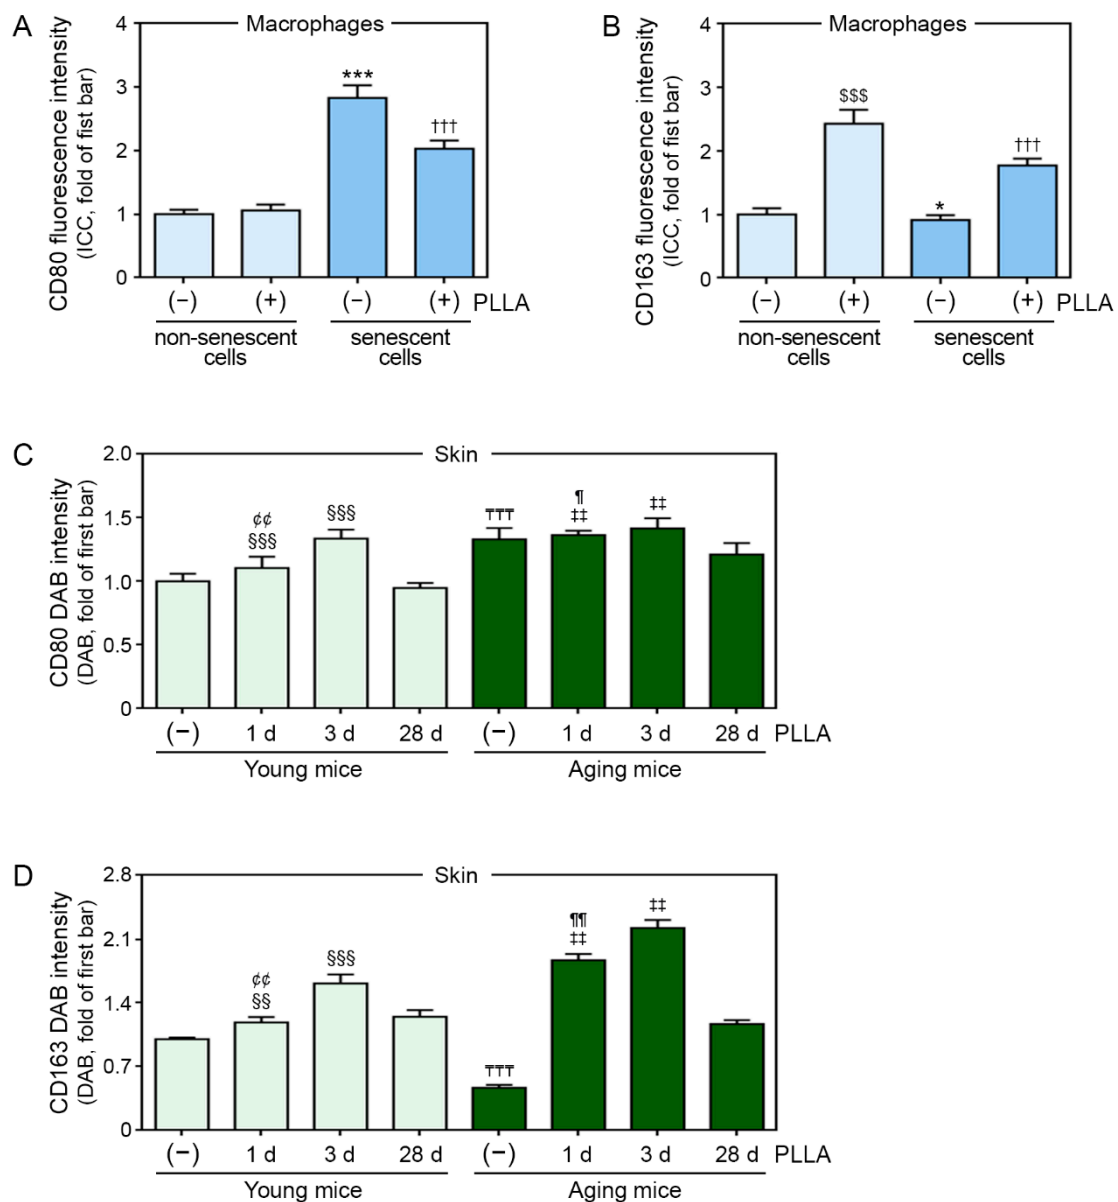 A
Macrophages
CD80 fluorescence intensity
(ICC, fold of fist bar)
4
3
2
1
0
***
†††
(−) (+) (−) (+) PLLA
non-senescent cells
senescent cells
B
Macrophages
CD163 fluorescence intensity
(ICC, fold of fist bar)
4
3
2
1
0
$$$
*
†††
(−) (+) (−) (+) PLLA
non-senescent cells
senescent cells
C
Skin
CD80 DAB intensity
(DAB, fold of first bar)
2.0
1.5
1.0
0.5
0
¢¢
§§§
§§§
₸₸₸
¶
‡‡
‡‡
(−) 1 d 3 d 28 d (−) 1 d 3 d 28 d PLLA
Young mice
Aging mice
D
Skin
CD163 DAB intensity
(DAB, fold of first bar)
2.8
2.1
1.4
0.7
0
¢¢
§§
§§§
₸₸₸
¶¶
‡‡
‡‡
(−) 1 d 3 d 28 d (−) 1 d 3 d 28 d PLLA
Young mice
Aging mice